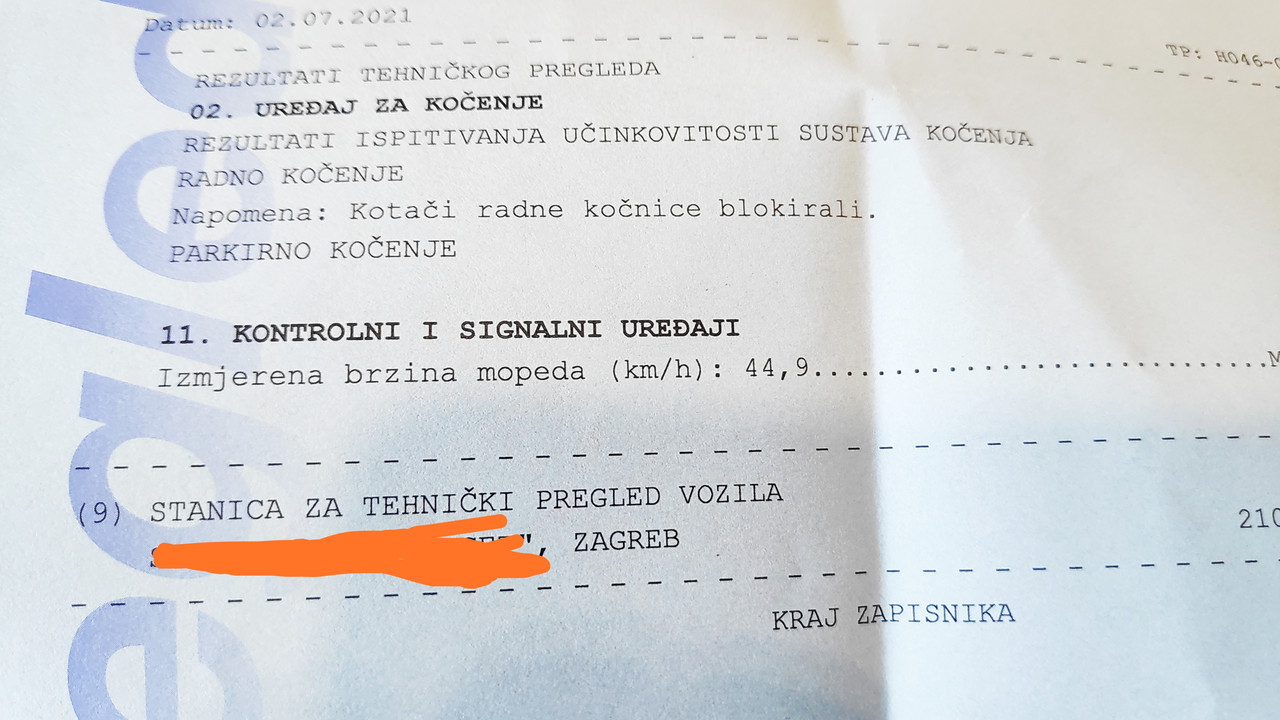 Datum: 02.07.2021
TP: H046-0
REZULTATI TEHNIČKOG PREGLEDA
02. UREĐAJ ZA KOČENJE
REZULTATI ISPITIVANJA UČINKOVITOSTI SUSTAVA KOČENJA
RADNO KOČENJE
Napomena: Kotači radne kočnice blokirali.
PARKIRNO KOČENJE
11. KONTROLNI I SIGNALNI UREĐAJI
Izmjerena brzina mopeda (km/h): 44,9..............................M
(9) STANICA ZA TEHNIČKI PREGLED VOZILA
210
", ZAGREB
KRAJ ZAPISNIKA